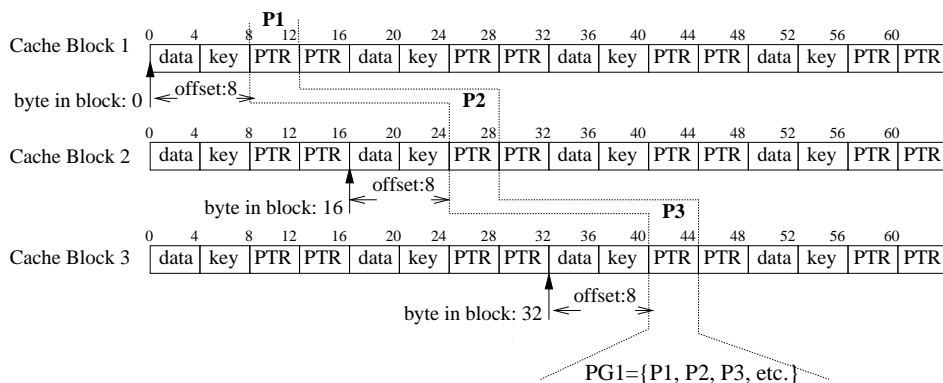 P1
0 4 8 12 16 20 24 28 32 36 40 44 48 52 56 60
Cache Block 1 data key PTR PTR data key PTR PTR data key PTR PTR data key PTR PTR
offset:8
byte in block: 0
P2
0 4 8 12 16 20 24 28 32 36 40 44 48 52 56 60
Cache Block 2 data key PTR PTR data key PTR PTR data key PTR PTR data key PTR PTR
offset:8
byte in block: 16
P3
0 4 8 12 16 20 24 28 32 36 40 44 48 52 56 60
Cache Block 3 data key PTR PTR data key PTR PTR data key PTR PTR data key PTR PTR
offset:8
byte in block: 32
PG1={P1, P2, P3, etc.}